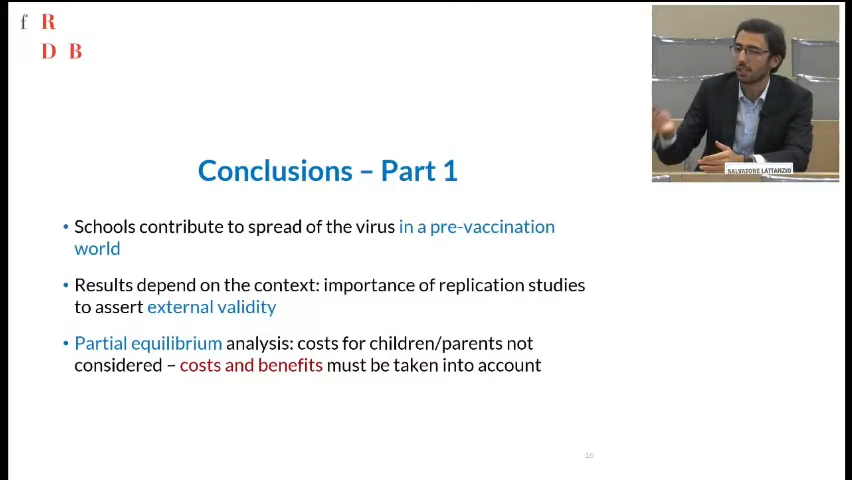 f R
D B
SALVATORE LATTANZIO
Conclusions – Part 1
• Schools contribute to spread of the virus in a pre-vaccination
world
• Results depend on the context: importance of replication studies
to assert external validity
• Partial equilibrium analysis: costs for children/parents not
considered – costs and benefits must be taken into account
16